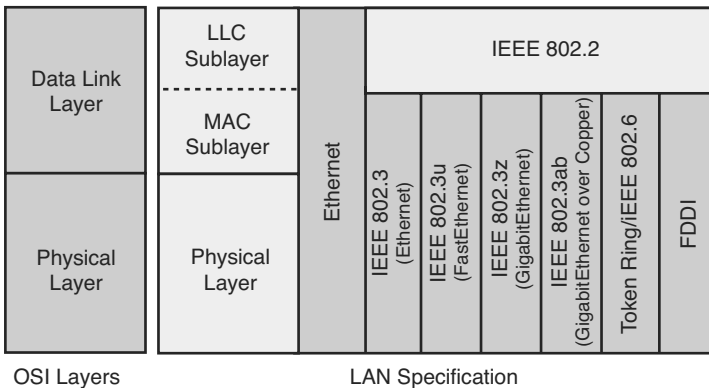 Data Link
Layer
Physical
Layer
OSI Layers
LLC
Sublayer
MAC
Sublayer
Physical
Layer
Ethernet
IEEE 802.2
IEEE 802.3
(Ethernet)
IEEE 802.3u
(FastEthernet)
IEEE 802.3z
(GigabitEthernet)
IEEE 802.3ab
(GigabitEthernet over Copper)
Token Ring/iEEE 802.6
FDDI
LAN Specification